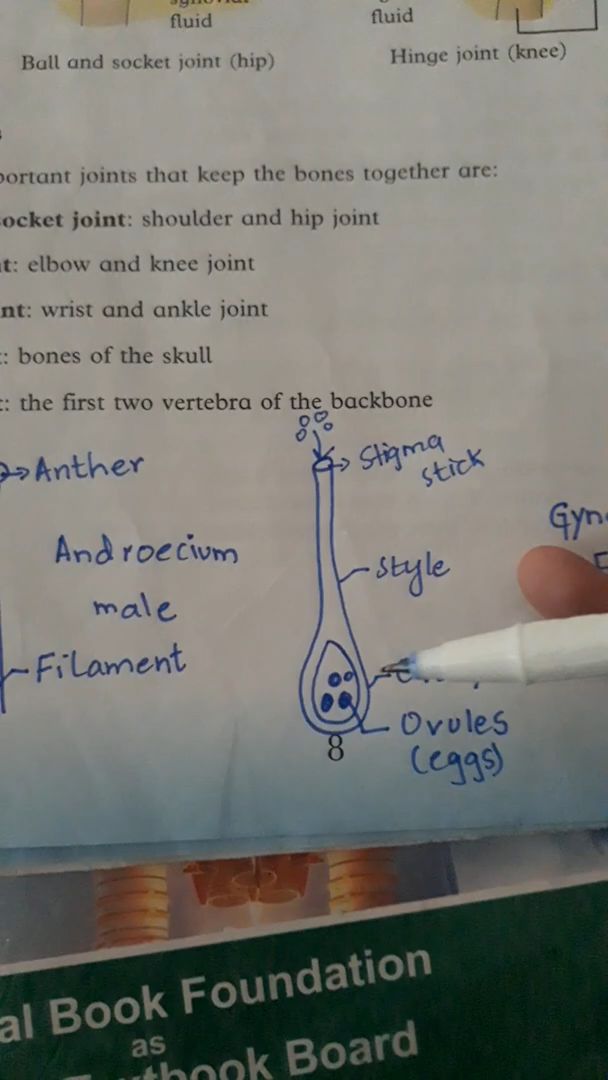 fluid
fluid
Ball and socket joint (hip)
Hinge joint (knee)
portant joints that keep the bones together are:
ocket joint: shoulder and hip joint
t: elbow and knee joint
nt: wrist and ankle joint
: bones of the skull
: the first two vertebra of the backbone
Anther
Stigma
stick
Androecium
male
Gyn
Style
Filament
Ovules
(eggs)
8
al Book Foundation
as
tbook Board